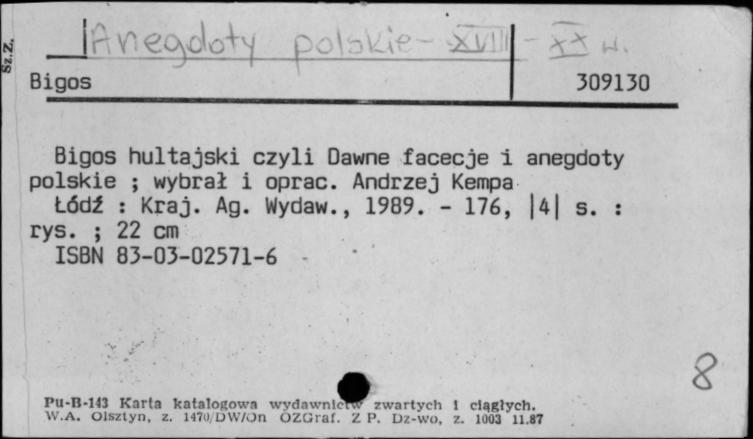 Anegdoty polskie - XVIII - XX w.
Sz.Z.
Bigos 309130
Bigos hultajski czyli Dawne facecje i anegdoty
polskie ; wybrał i oprac. Andrzej Kempa
Łódź : Kraj. Ag. Wydaw., 1989. - 176, |4| s. :
rys. ; 22 cm
ISBN 83-03-02571-6
8
Pu-B-143 Karta katalogowa wydawnictw zwartych i ciągłych.
W.A. Olsztyn, z. 1470/DW/On OZGraf. Z P. Dz-wo, z. 1003 11.87